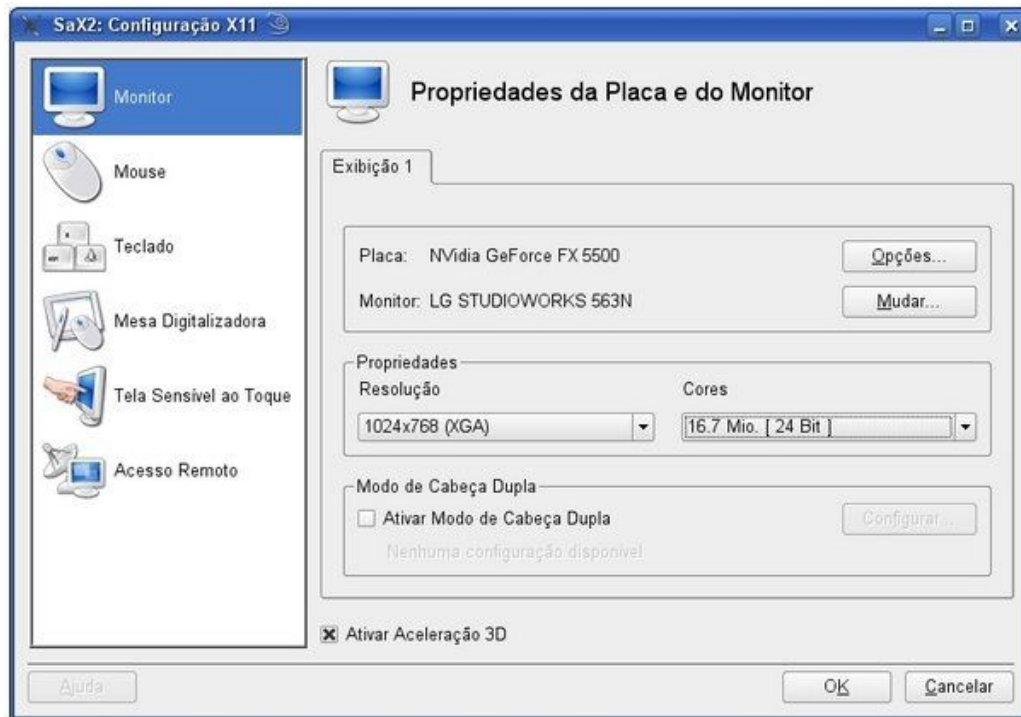 SaX2: Configuração X11
Monitor
Mouse
Teclado
Mesa Digitalizadora
Tela Sensível ao Toque
Acesso Remoto
Propriedades da Placa e do Monitor
Exibição 1
Placa: NVidia GeForce FX 5500
Opções...
Monitor: LG STUDIOWORKS 563N
Mudar...
Propriedades
Resolução Cores
1024x768 (XGA) 16.7 Mio. [ 24 Bit ]
Modo de Cabeça Dupla
Ativar Modo de Cabeça Dupla
Configurar...
Nenhuma configuração disponível
Ativar Aceleração 3D
Ajuda OK Cancelar